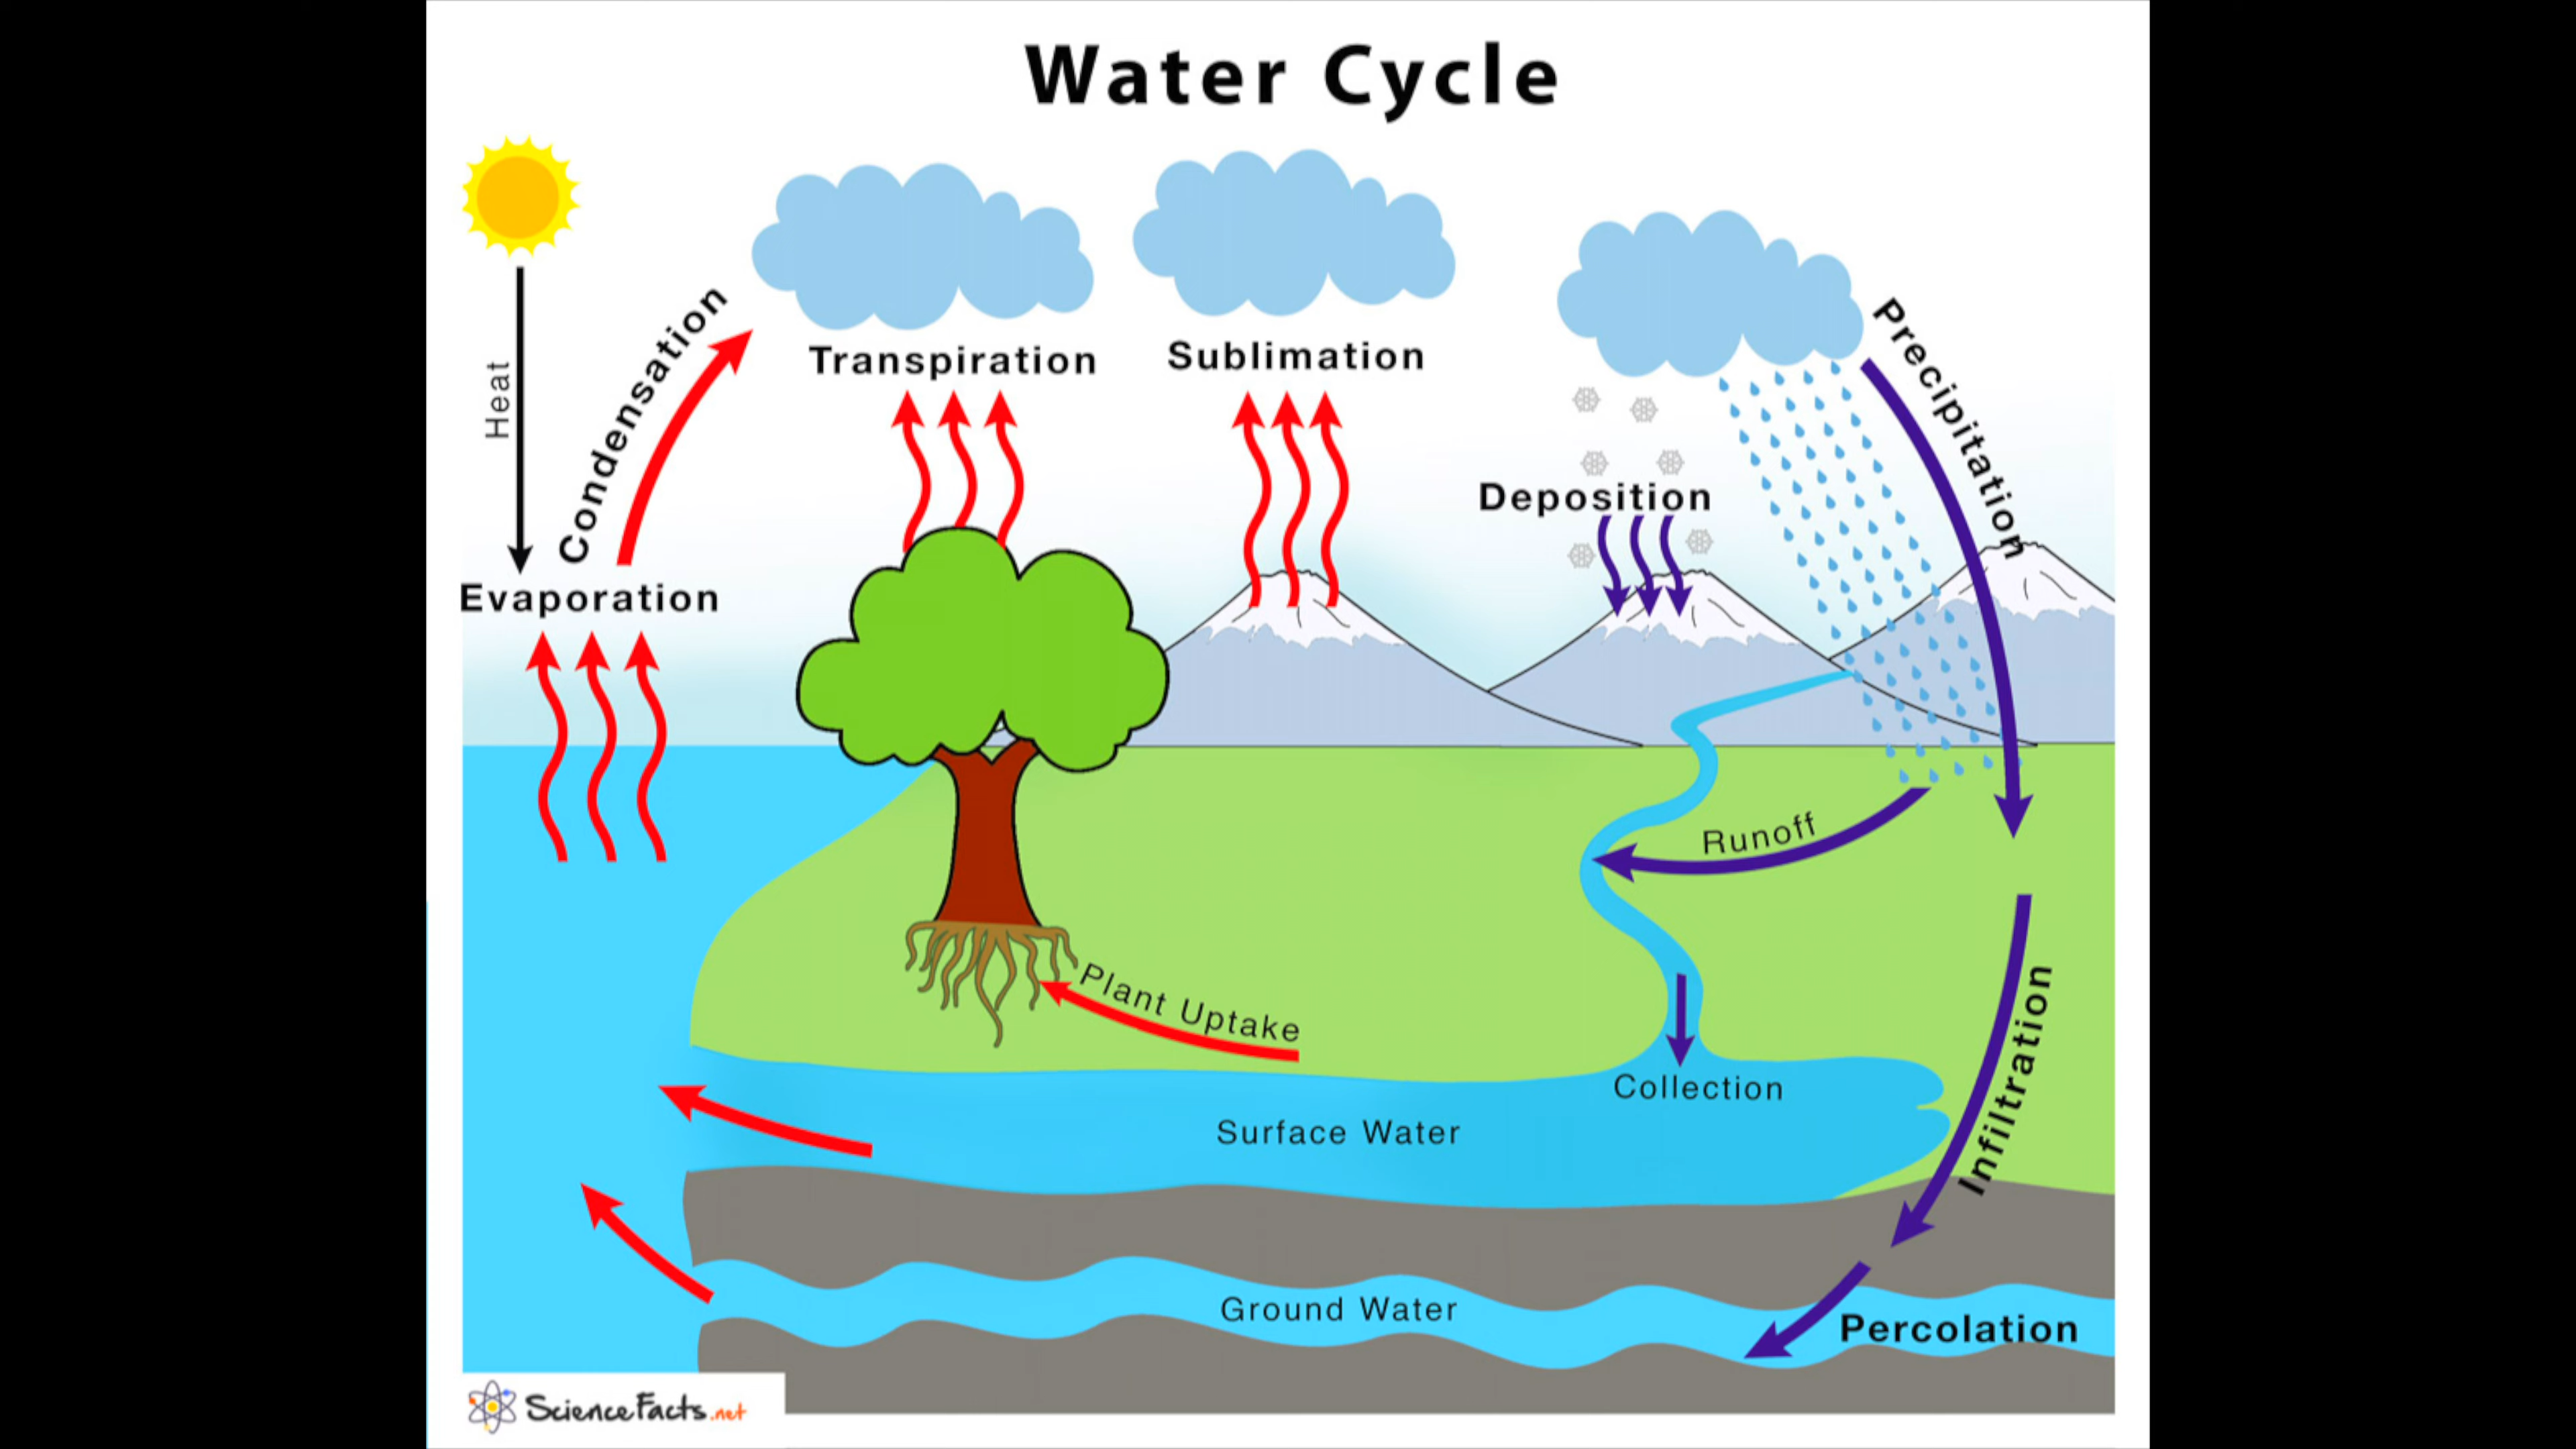 Water Cycle
Heat
Condensation
Transpiration
Sublimation
Precipitation
Deposition
Evaporation
Runoff
Plant Uptake
Infiltration
Collection
Surface Water
Ground Water
Percolation
ScienceFacts.net